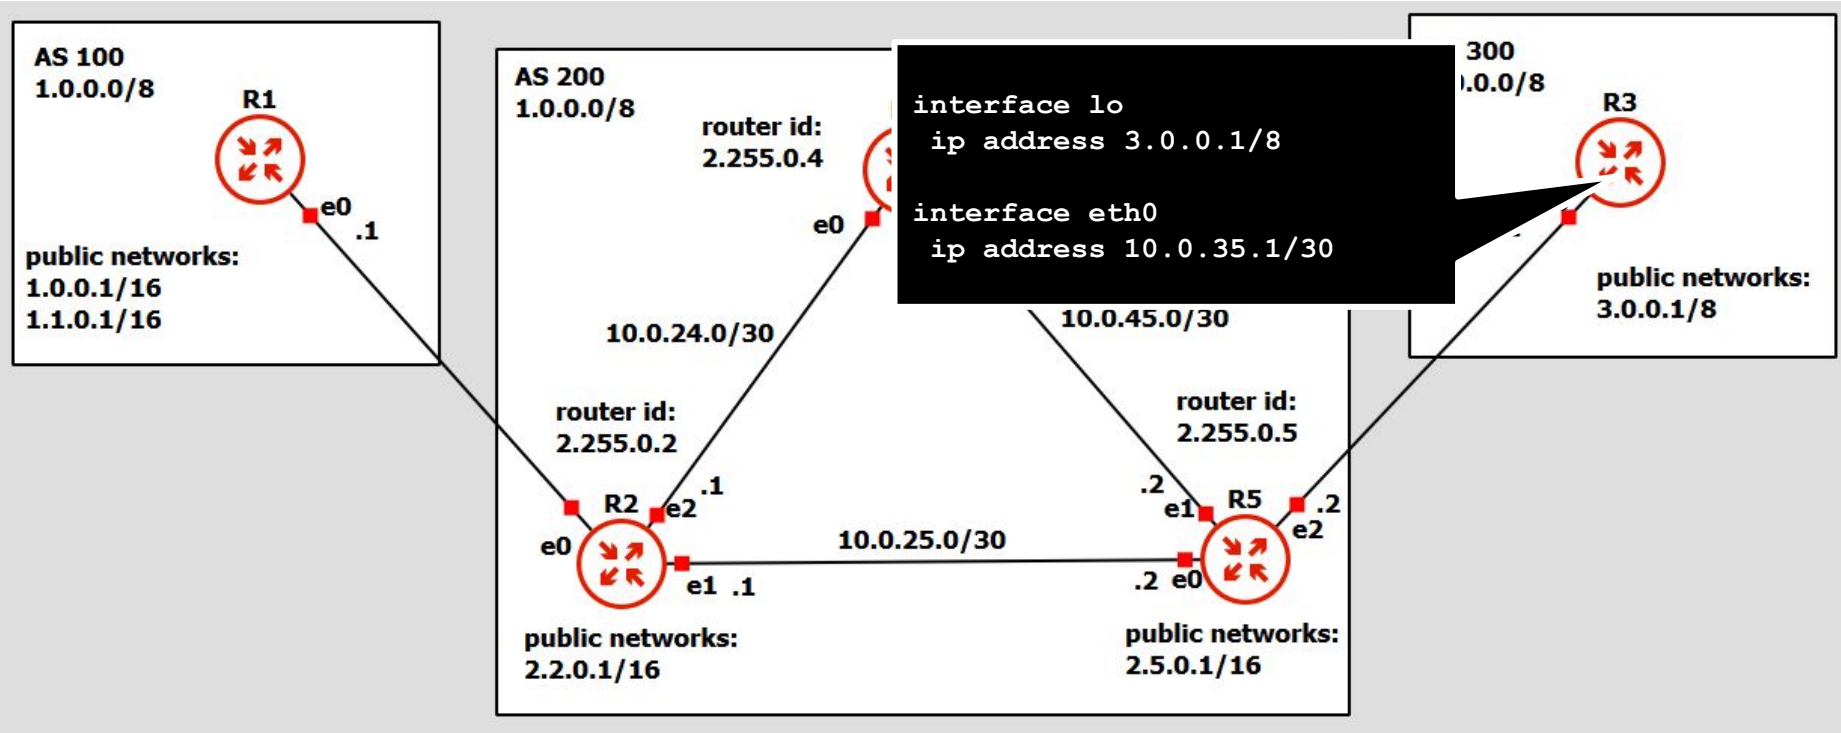 AS 100
1.0.0.0/8
R1
e0
.1
public networks:
1.0.0.1/16
1.1.0.1/16
AS 200
1.0.0.0/8
router id:
2.255.0.4
e0
10.0.24.0/30
interface lo
ip address 3.0.0.1/8
interface eth0
ip address 10.0.35.1/30
10.0.45.0/30
300
.0.0/8
R3
public networks:
3.0.0.1/8
router id:
2.255.0.2
router id:
2.255.0.5
R2
e2
.1
e0
e1
.1
10.0.25.0/30
.2
e1
R5
.2
e2
.2
e0
public networks:
2.2.0.1/16
public networks:
2.5.0.1/16